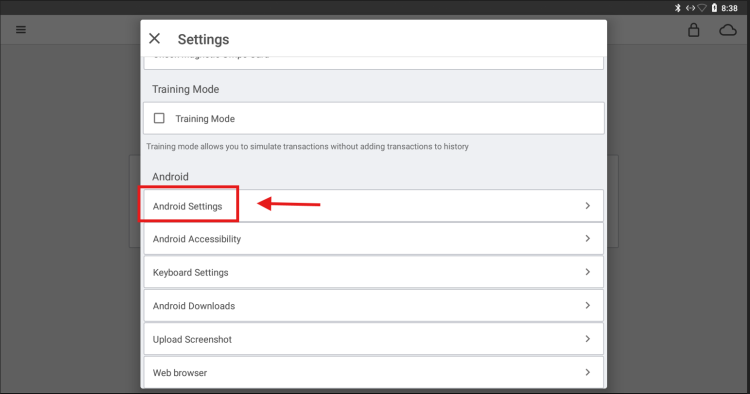 8:38
Settings
Training Mode
Training Mode
Training mode allows you to simulate transactions without adding transactions to history
Android
Android Settings
Android Accessibility
Keyboard Settings
Android Downloads
Upload Screenshot
Web browser